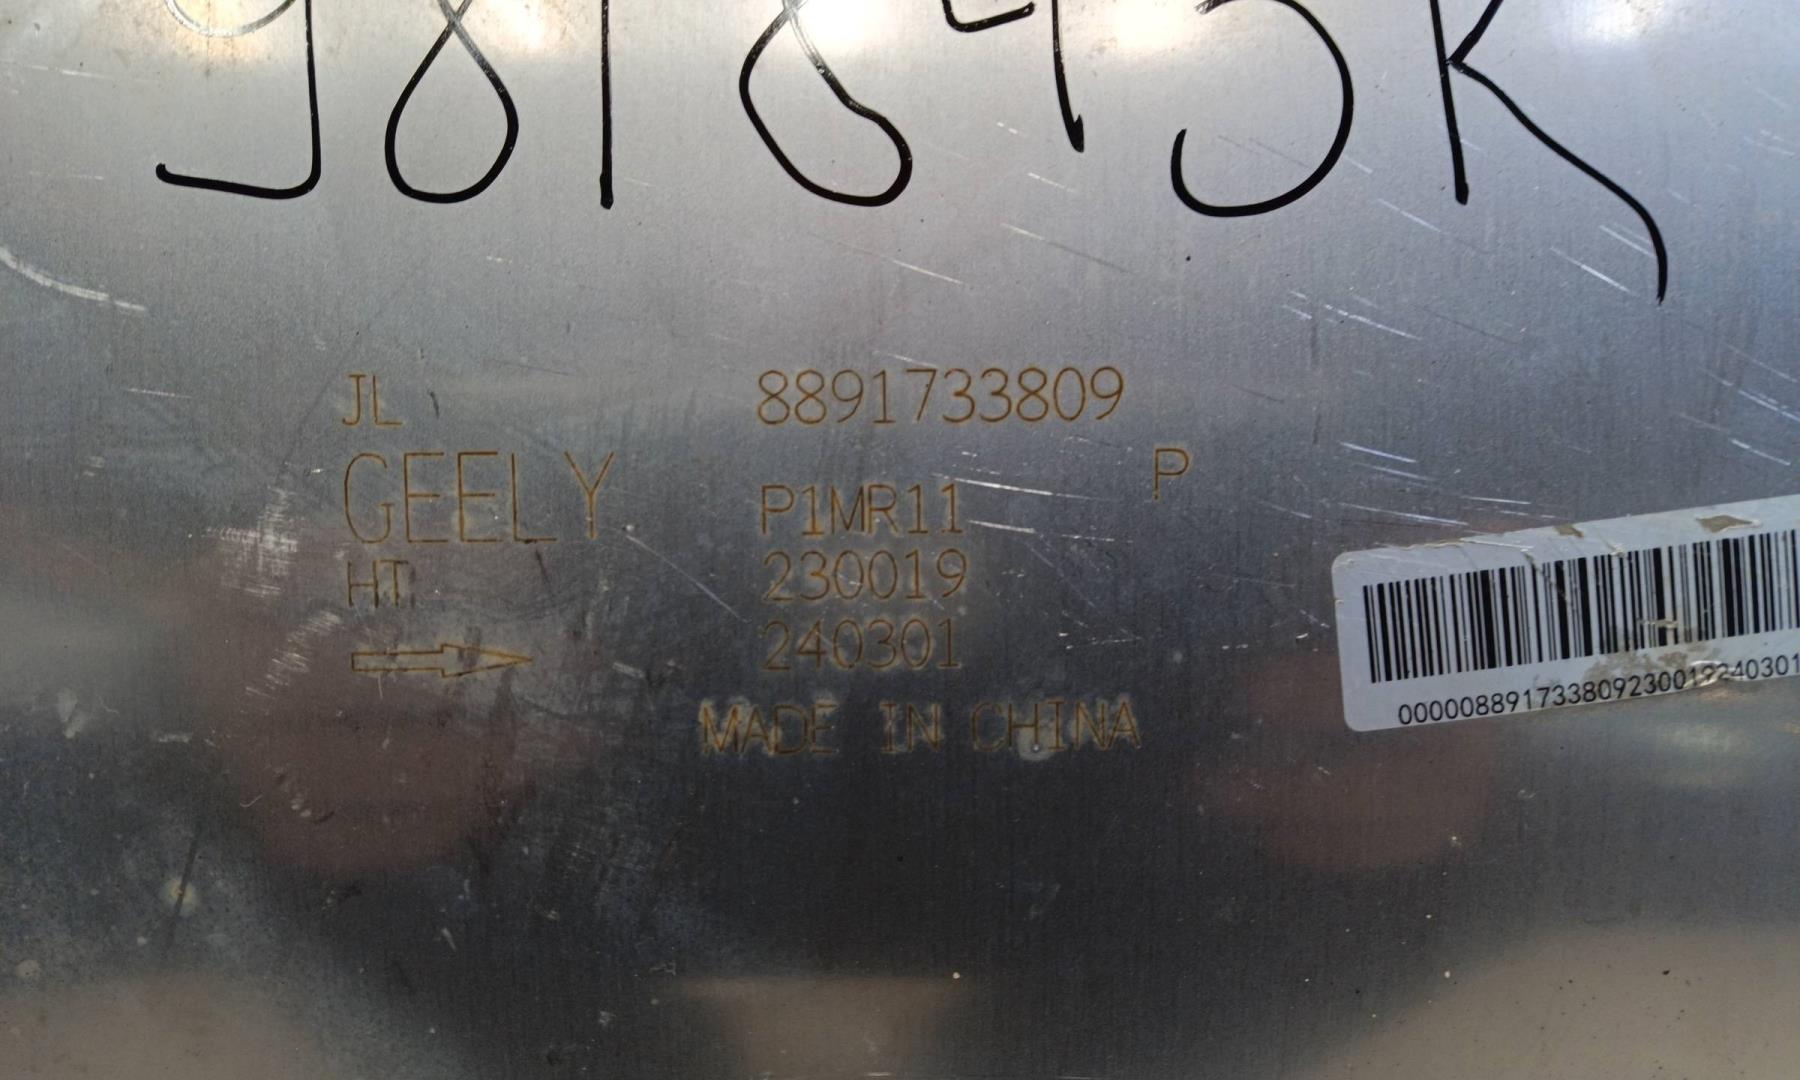 981845K
JL 8891733809
GEELY P1MR11 P
HT 230019
240301
MADE IN CHINA
000008891733809230019240301